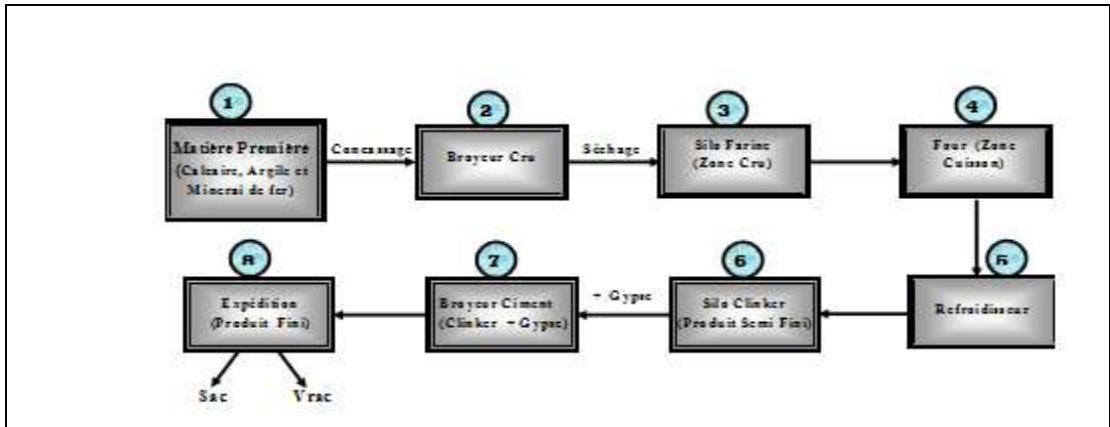 1
Matière Première
(Calcaire, Argile et
Minerai de fer)
Concassage
2
Broyeur Cru
Séchage
3
Silo Farine
(Zone Cru)
4
Four (Zone
Cuisson)
5
Refroidisseur
6
Silo Clinker
(Produit Semi Fini)
+ Gypse
7
Broyeur Ciment
(Clinker + Gypse)
8
Expédition
(Produit Fini)
Sac
Vrac